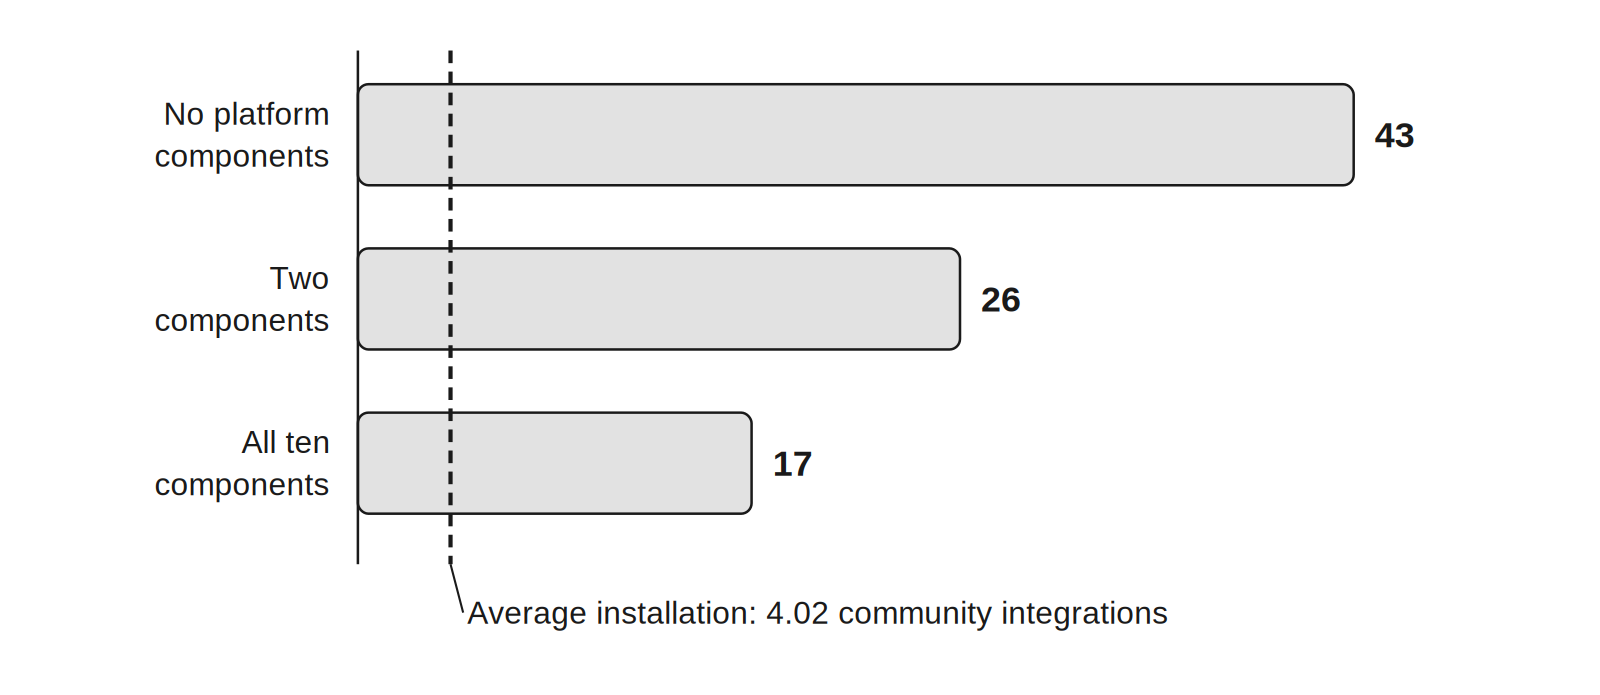 No platform
components
43
Two
components
26
All ten
components
17
Average installation: 4.02 community integrations